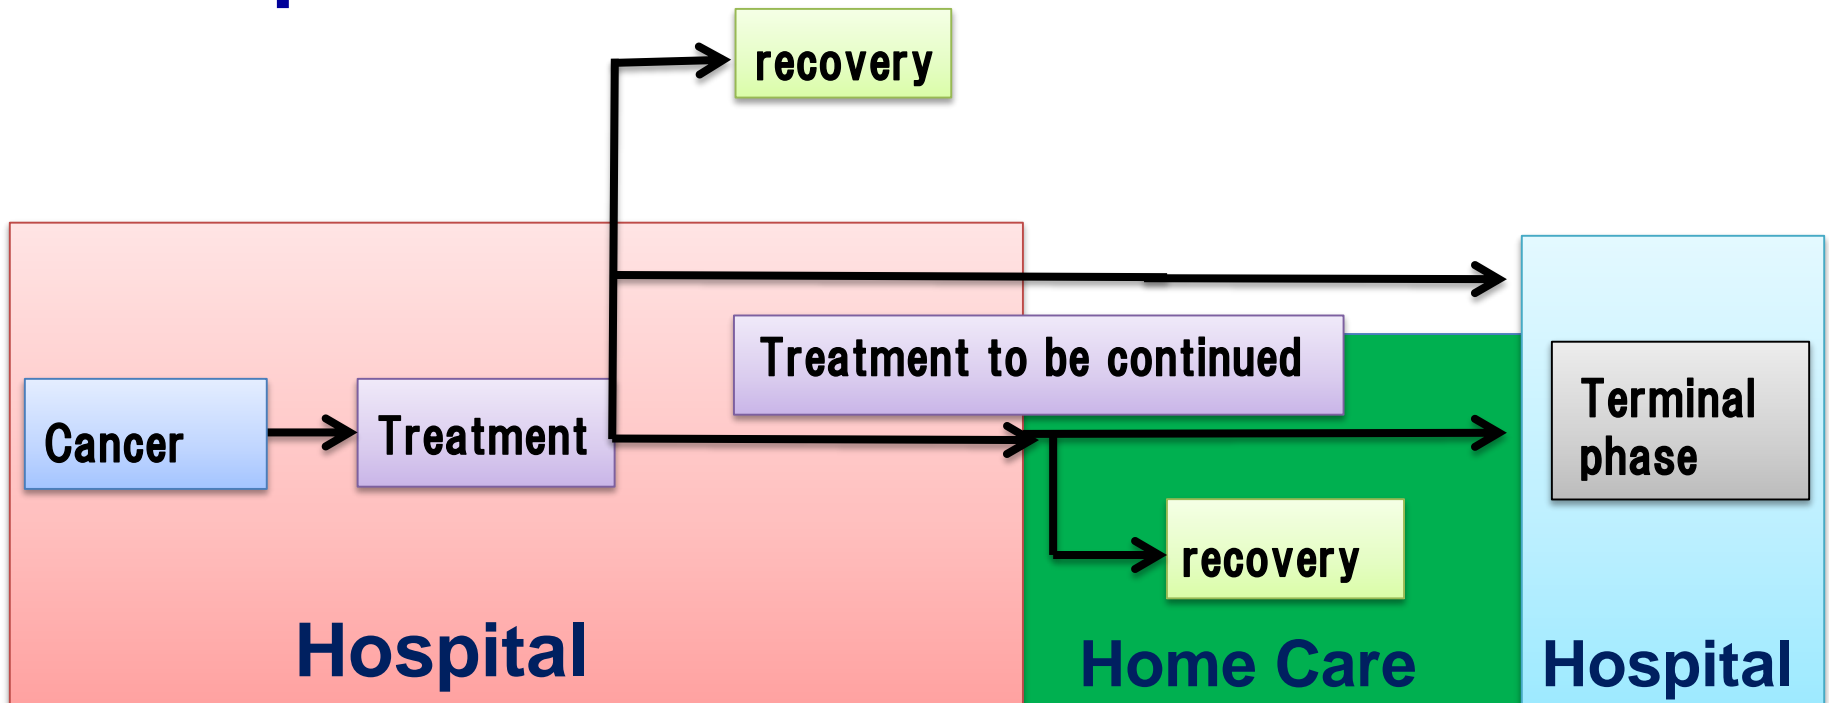 recovery
Treatment to be continued
Cancer
Treatment
Terminal
phase
recovery
Hospital
Home Care
Hospital